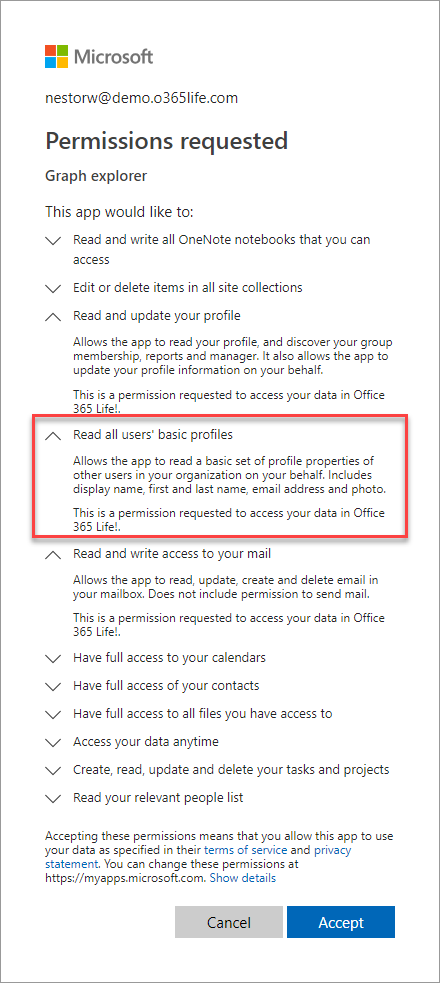 Microsoft
nestorw@demo.o365life.com
Permissions requested
Graph explorer
This app would like to:
Read and write all OneNote notebooks that you can
access
Edit or delete items in all site collections
Read and update your profile
Allows the app to read your profile, and discover your group
membership, reports and manager. It also allows the app to
update your profile information on your behalf.
This is a permission requested to access your data in Office
365 Life!.
Read all users' basic profiles
Allows the app to read a basic set of profile properties of
other users in your organization on your behalf. Includes
display name, first and last name, email address and photo.
This is a permission requested to access your data in Office
365 Life!.
Read and write access to your mail
Allows the app to read, update, create and delete email in
your mailbox. Does not include permission to send mail.
This is a permission requested to access your data in Office
365 Life!.
Have full access to your calendars
Have full access of your contacts
Have full access to all files you have access to
Access your data anytime
Create, read, update and delete your tasks and projects
Read your relevant people list
Accepting these permissions means that you allow this app to use
your data as specified in their terms of service and privacy
statement. You can change these permissions at
https://myapps.microsoft.com. Show details
Cancel Accept